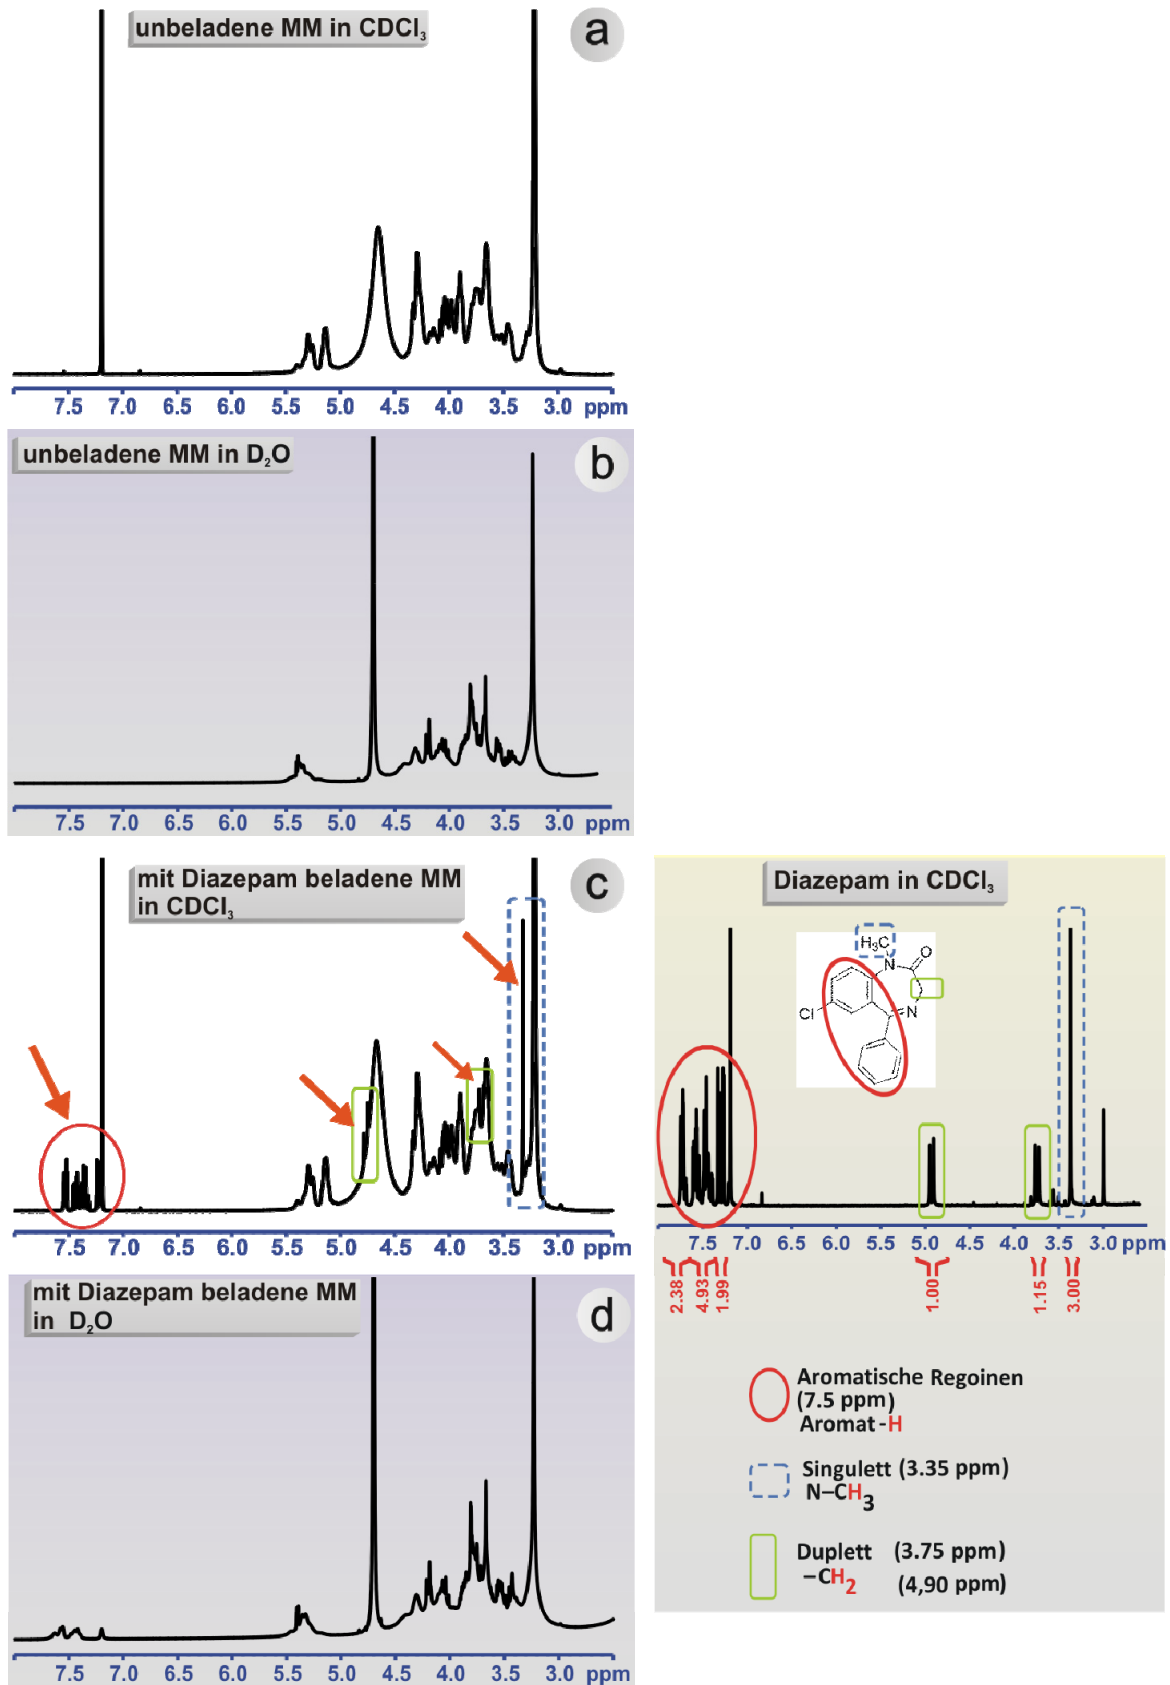 unbeladene MM in CDCl₃
a
7.5 7.0 6.5 6.0 5.5 5.0 4.5 4.0 3.5 3.0 ppm
unbeladene MM in D₂O
b
7.5 7.0 6.5 6.0 5.5 5.0 4.5 4.0 3.5 3.0 ppm
mit Diazepam beladene MM
in CDCl₃
c
7.5 7.0 6.5 6.0 5.5 5.0 4.5 4.0 3.5 3.0 ppm
mit Diazepam beladene MM
in D₂O
d
7.5 7.0 6.5 6.0 5.5 5.0 4.5 4.0 3.5 3.0 ppm
Diazepam in CDCl₃
H₃C
O
N
Cl
N
7.5 7.0 6.5 6.0 5.5 5.0 4.5 4.0 3.5 3.0 ppm
2.38 4.93 1.99 1.00 1.15 3.00
Aromatische Regoinen
(7.5 ppm)
Aromat-H
Singulett (3.35 ppm)
N–CH₃
Duplett (3.75 ppm)
–CH₂ (4,90 ppm)